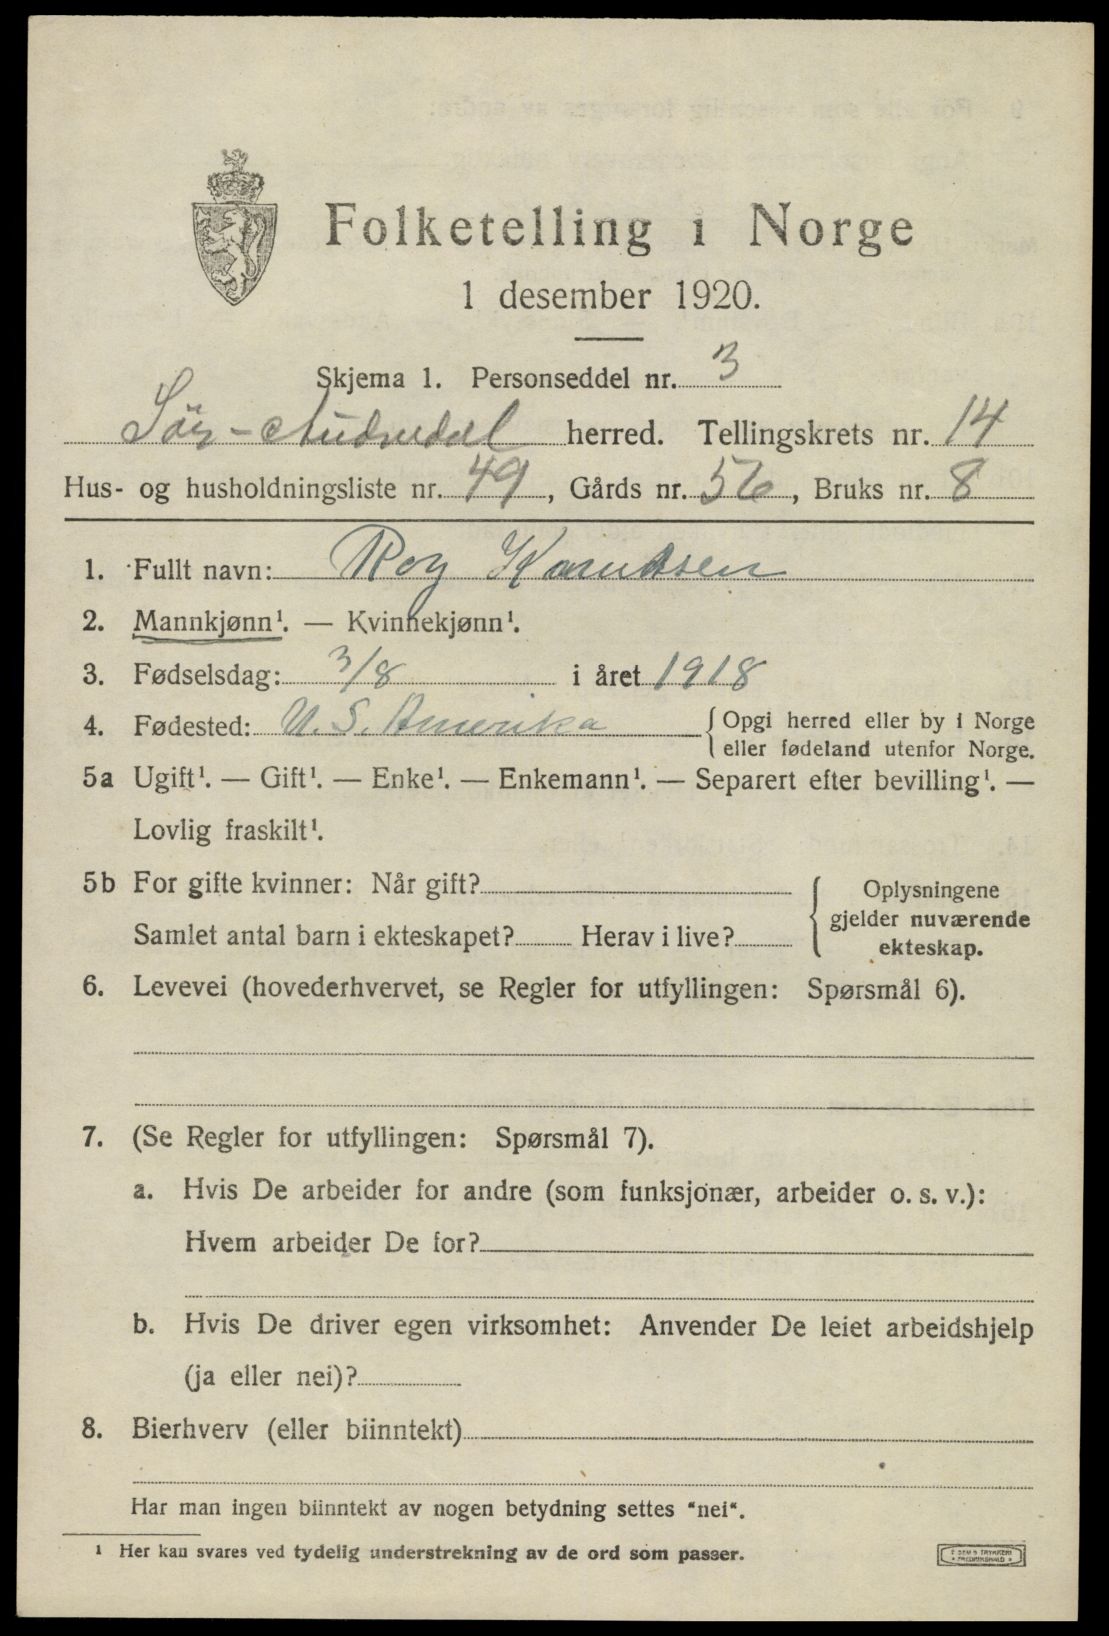 Folketelling i Norge
1 desember 1920.
Skjema 1. Personseddel nr. 3
Sör-Audnedal herred. Tellingskrets nr. 14
Hus- og husholdningsliste nr. 49, Gårds nr. 56, Bruks nr. 8
1. Fullt navn: Roy Knudsen
2. Mannkjønn¹. — Kvinnekjønn¹.
3. Fødselsdag: 3/8 i året 1918
4. Fødested: U. S. Amerika { Opgi herred eller by i Norge
eller fødeland utenfor Norge.
5a Ugift¹. — Gift¹. — Enke¹. — Enkemann¹. — Separert efter bevilling¹. —
Lovlig fraskilt¹.
5b For gifte kvinner: Når gift?
Samlet antal barn i ekteskapet? Herav i live?
{ Oplysningene
gjelder nuværende
ekteskap.
6. Levevei (hovederhvervet, se Regler for utfyllingen: Spørsmål 6).
7. (Se Regler for utfyllingen: Spørsmål 7).
a. Hvis De arbeider for andre (som funksjonær, arbeider o. s. v.):
Hvem arbeider De for?
b. Hvis De driver egen virksomhet: Anvender De leiet arbeidshjelp
(ja eller nei)?
8. Bierhverv (eller biinntekt)
Har man ingen biinntekt av nogen betydning settes "nei".
¹ Her kan svares ved tydelig understrekning av de ord som passer.